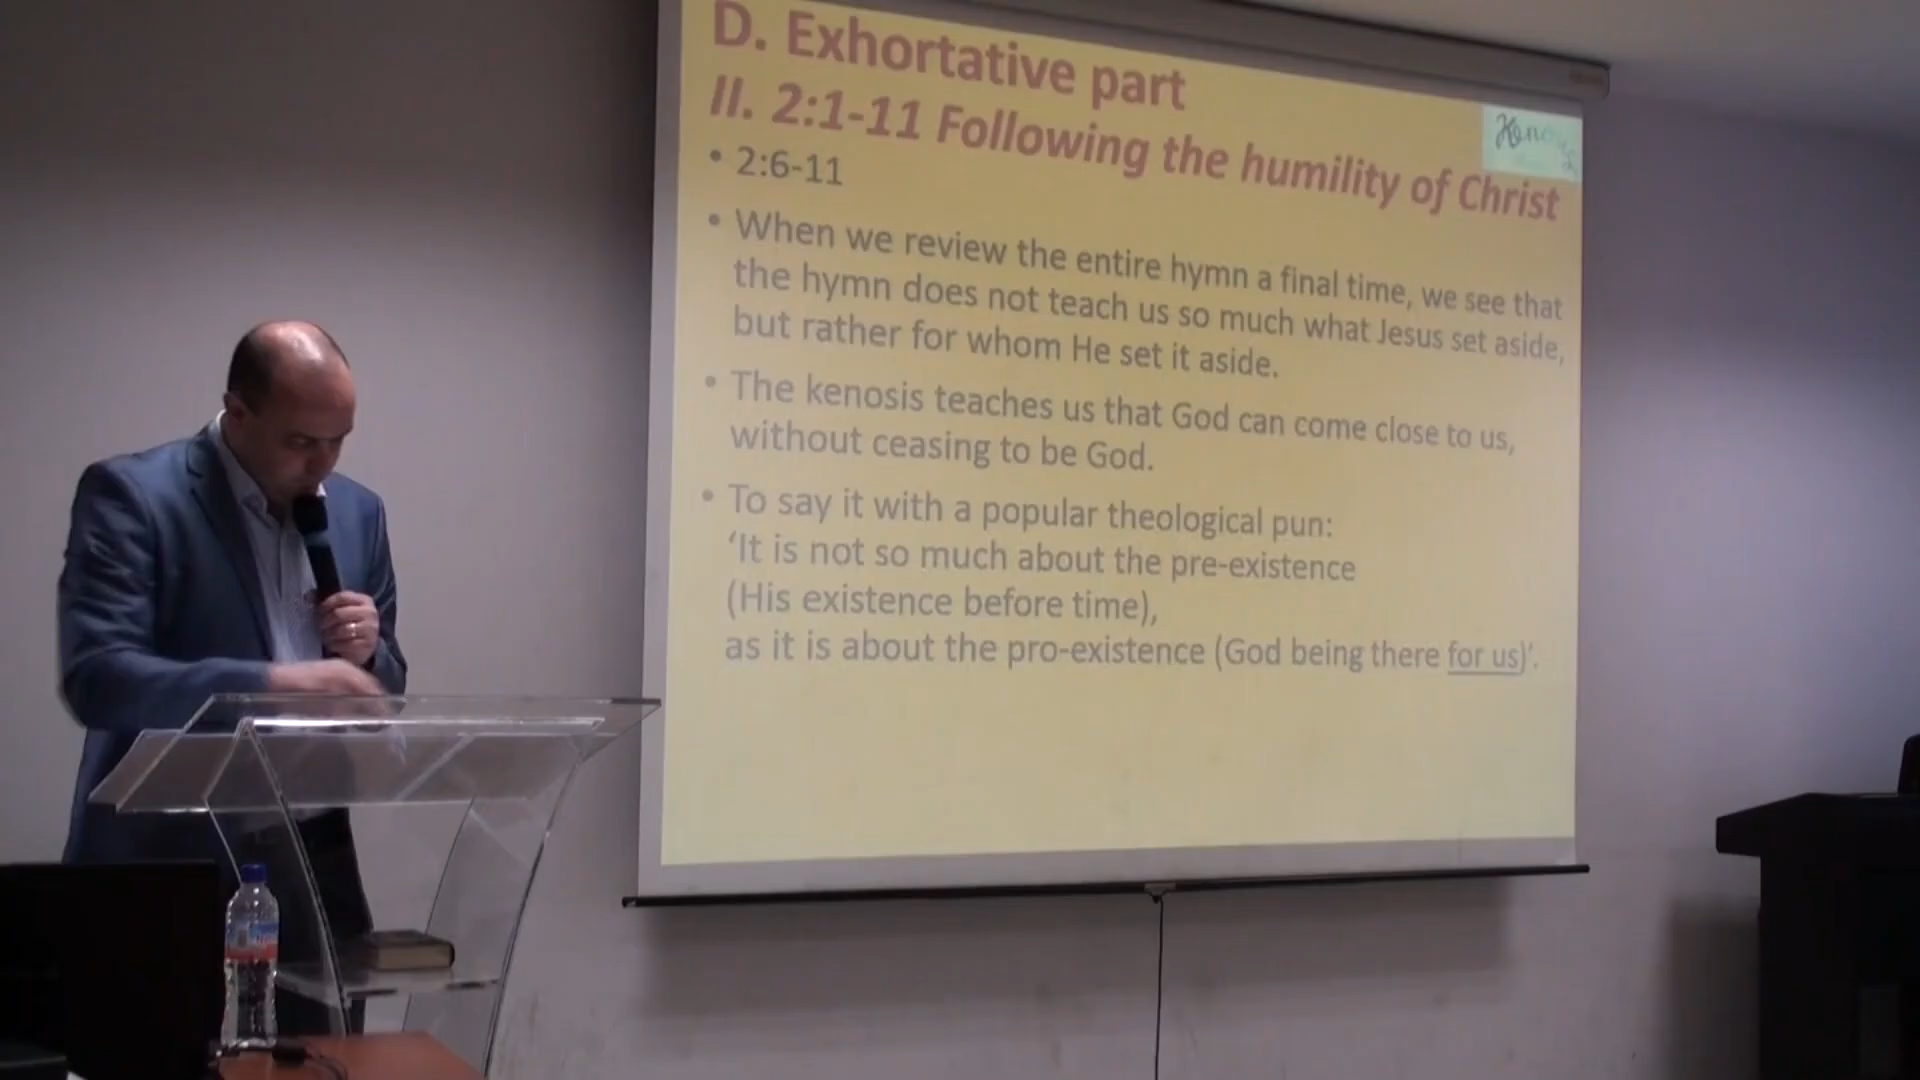 D. Exhortative part
II. 2:1-11 Following the humility of Christ
• 2:6-11
• When we review the entire hymn a final time, we see that
the hymn does not teach us so much what Jesus set aside,
but rather for whom He set it aside.
• The kenosis teaches us that God can come close to us,
without ceasing to be God.
• To say it with a popular theological pun:
‘It is not so much about the pre-existence
(His existence before time),
as it is about the pro-existence (God being there for us)’.